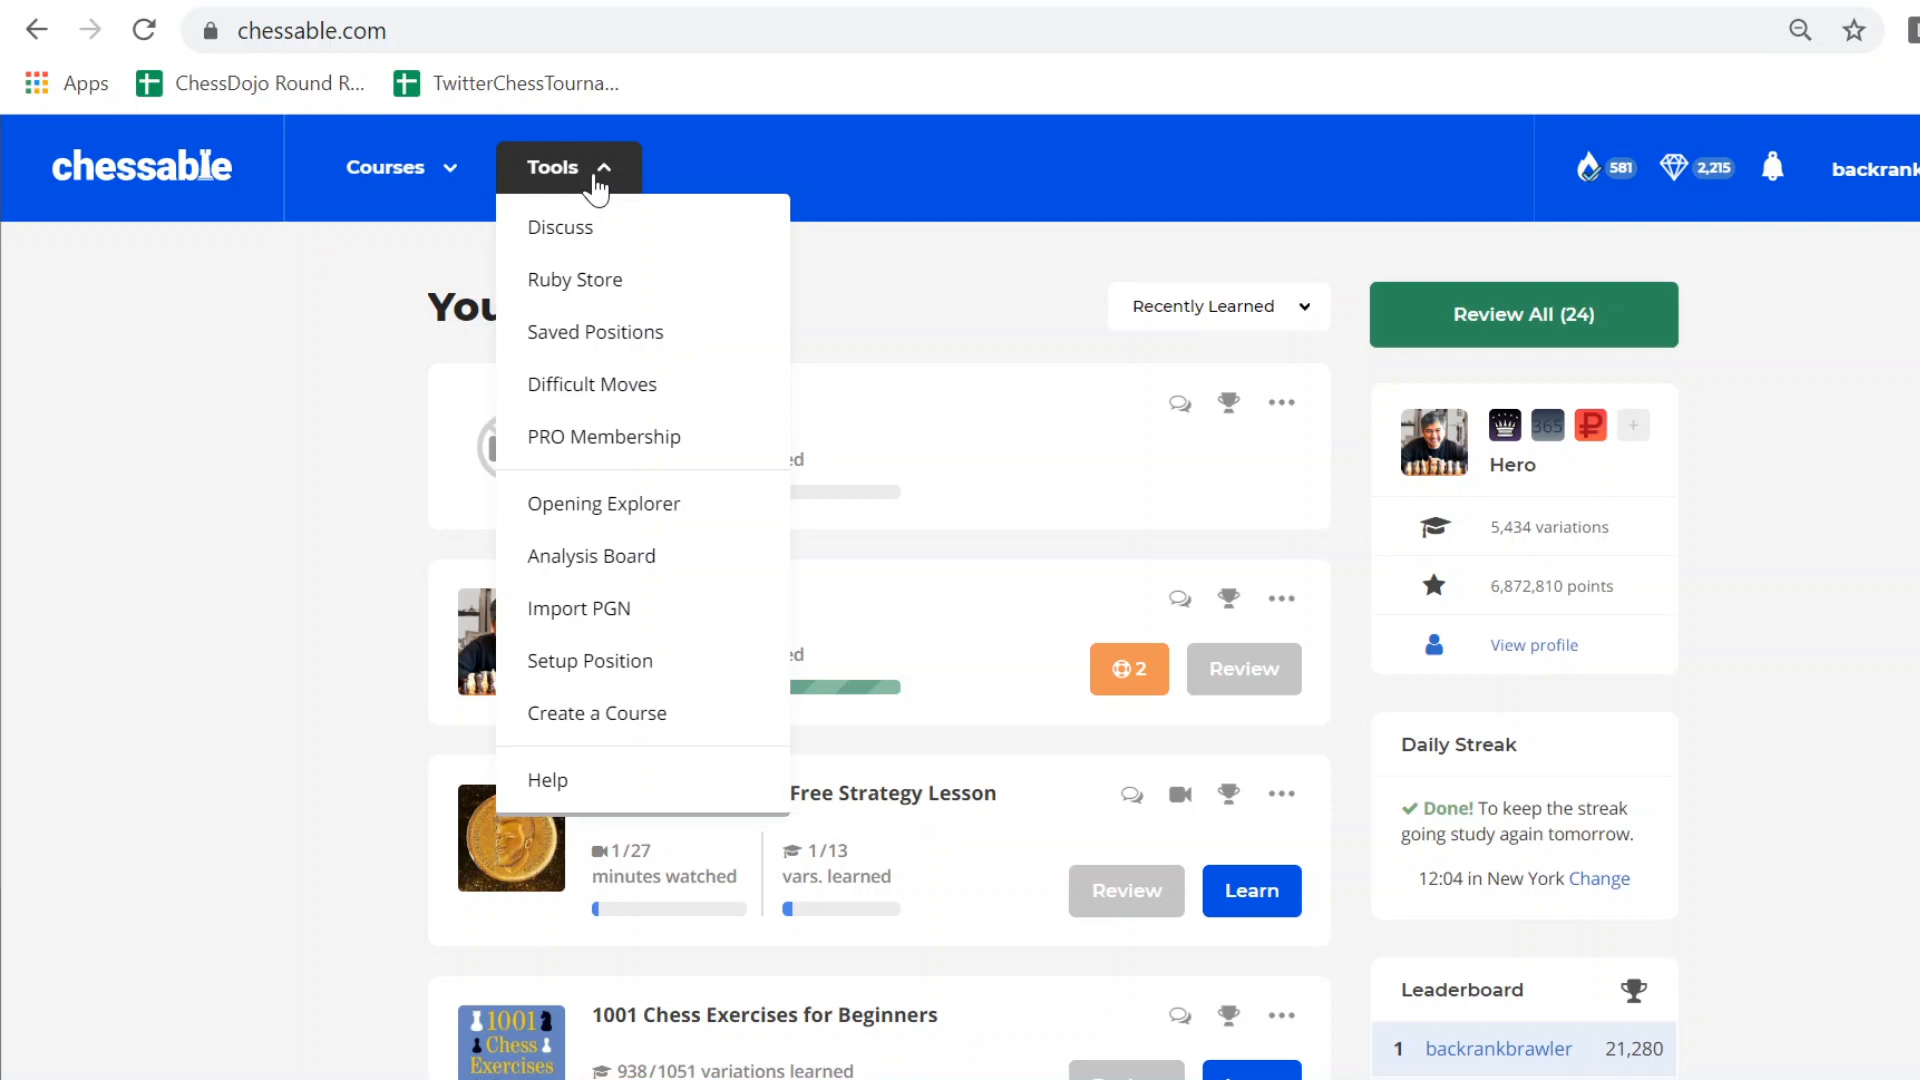 chessable.com
Apps
ChessDojo Round R...
TwitterChessTourna...
chessable
Courses
Tools
581
2,215
backrank
Discuss
Ruby Store
Saved Positions
Difficult Moves
PRO Membership
Opening Explorer
Analysis Board
Import PGN
Setup Position
Create a Course
Help
You
Recently Learned
Review All (24)
ed
365
Hero
5,434 variations
6,872,810 points
View profile
ed
2
Review
Daily Streak
Done! To keep the streak
going study again tomorrow.
12:04 in New York Change
Free Strategy Lesson
1/27
minutes watched
1/13
vars. learned
Review
Learn
1001 Chess Exercises for Beginners
938/1051 variations learned
1001
Chess
Exercises
Leaderboard
1 backrankbrawler 21,280